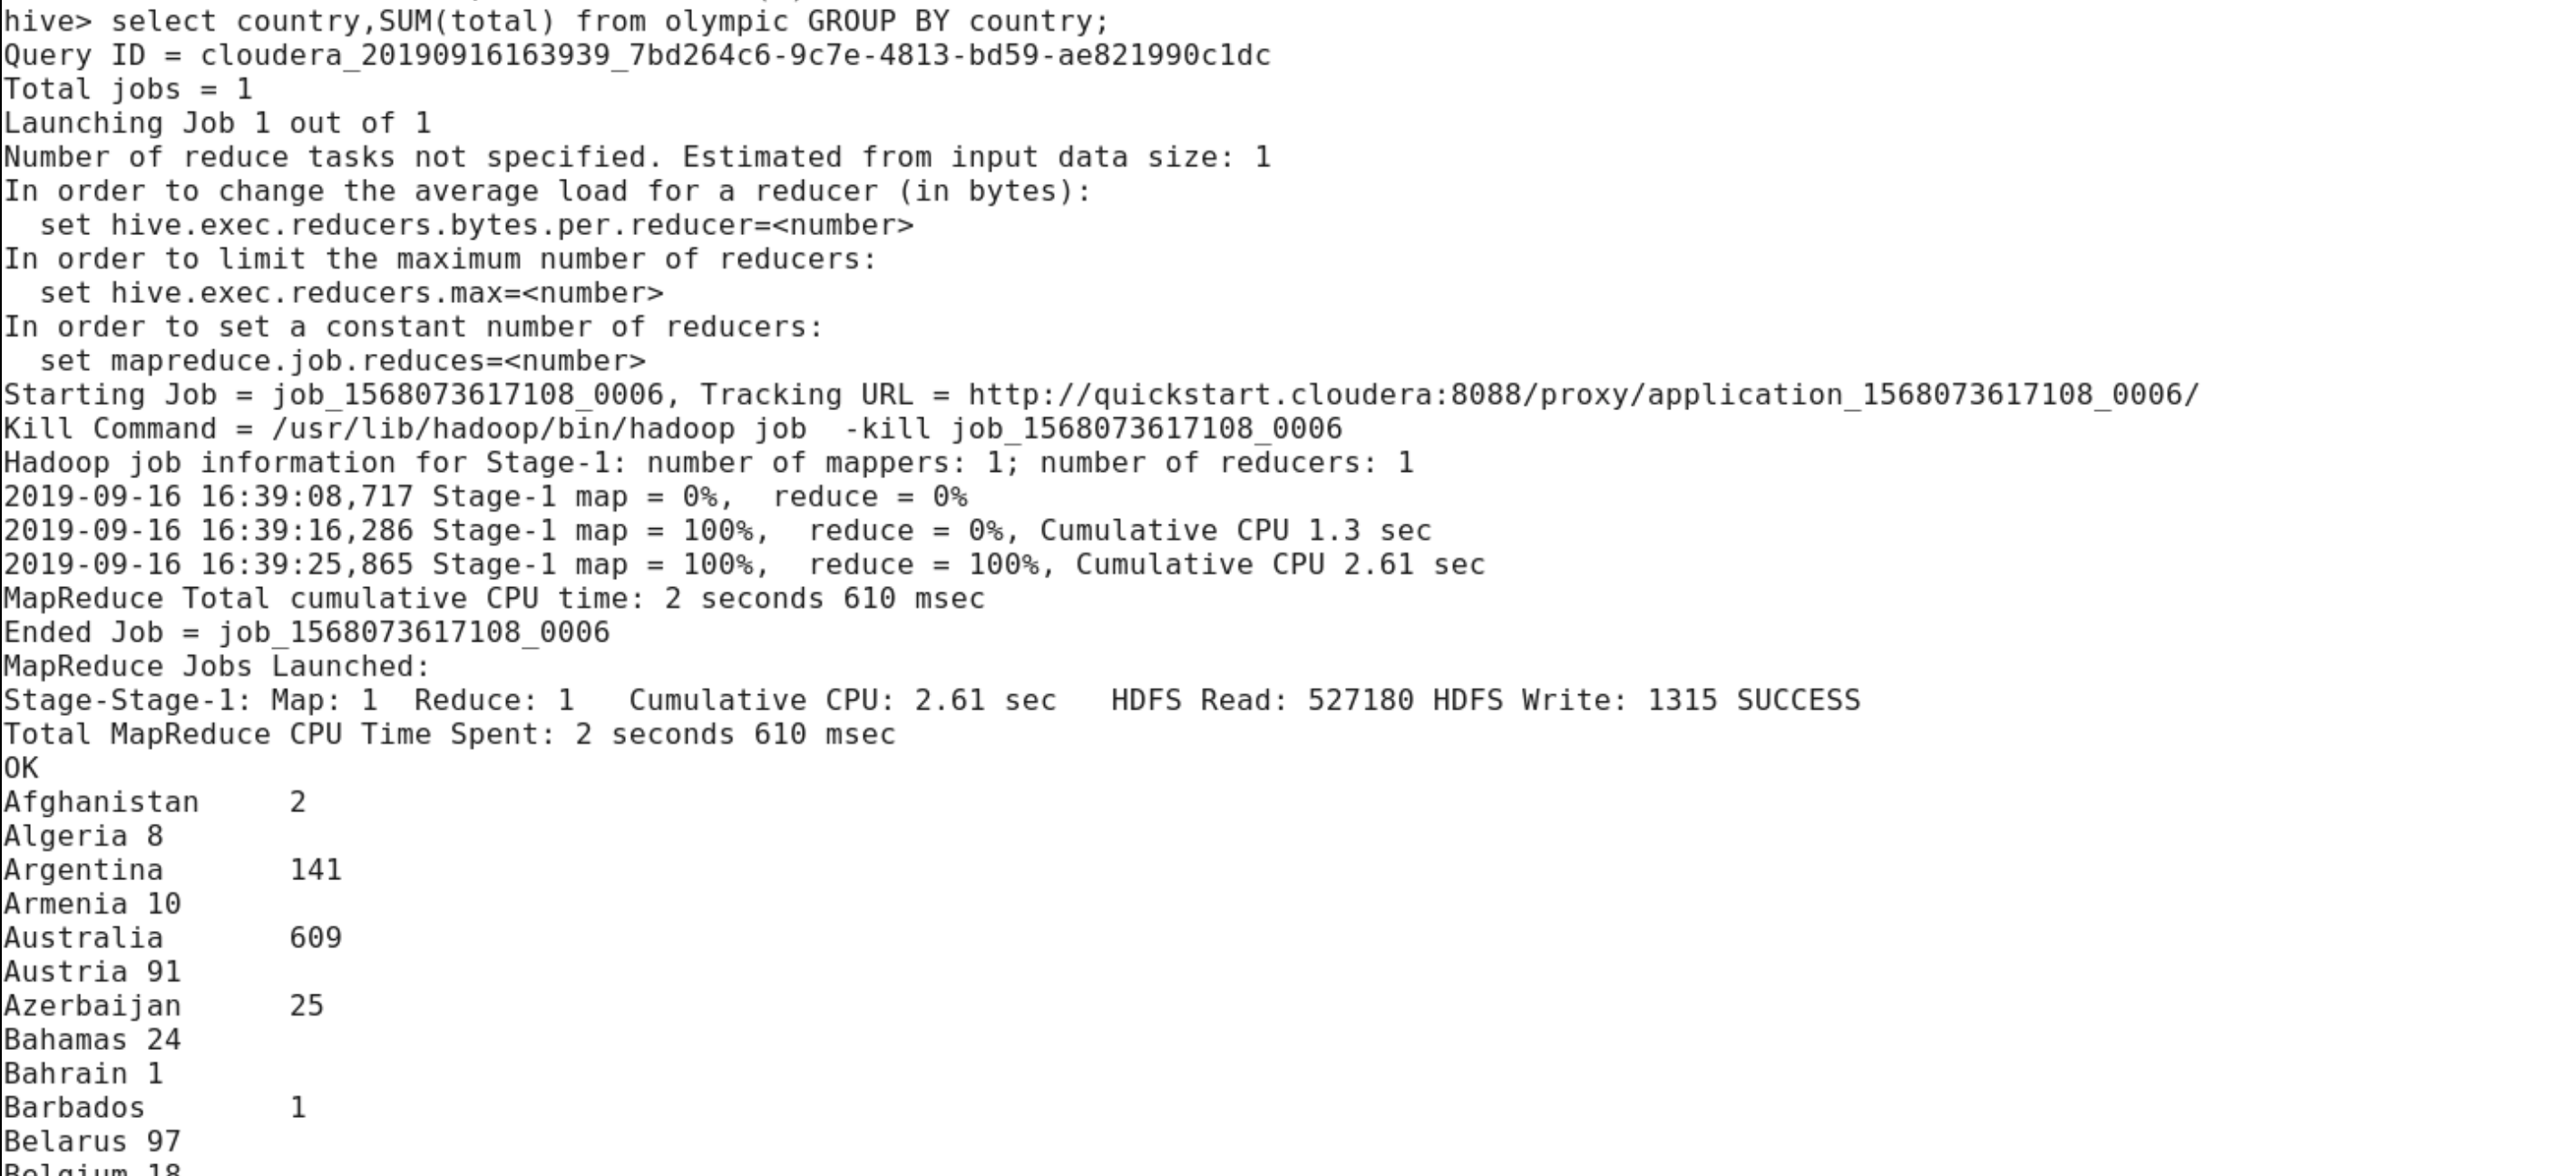 hive> select country,SUM(total) from olympic GROUP BY country;
Query ID = cloudera_20190916163939_7bd264c6-9c7e-4813-bd59-ae821990c1dc
Total jobs = 1
Launching Job 1 out of 1
Number of reduce tasks not specified. Estimated from input data size: 1
In order to change the average load for a reducer (in bytes):
  set hive.exec.reducers.bytes.per.reducer=<number>
In order to limit the maximum number of reducers:
  set hive.exec.reducers.max=<number>
In order to set a constant number of reducers:
  set mapreduce.job.reduces=<number>
Starting Job = job_1568073617108_0006, Tracking URL = http://quickstart.cloudera:8088/proxy/application_1568073617108_0006/
Kill Command = /usr/lib/hadoop/bin/hadoop job  -kill job_1568073617108_0006
Hadoop job information for Stage-1: number of mappers: 1; number of reducers: 1
2019-09-16 16:39:08,717 Stage-1 map = 0%,  reduce = 0%
2019-09-16 16:39:16,286 Stage-1 map = 100%,  reduce = 0%, Cumulative CPU 1.3 sec
2019-09-16 16:39:25,865 Stage-1 map = 100%,  reduce = 100%, Cumulative CPU 2.61 sec
MapReduce Total cumulative CPU time: 2 seconds 610 msec
Ended Job = job_1568073617108_0006
MapReduce Jobs Launched:
Stage-Stage-1: Map: 1  Reduce: 1   Cumulative CPU: 2.61 sec   HDFS Read: 527180 HDFS Write: 1315 SUCCESS
Total MapReduce CPU Time Spent: 2 seconds 610 msec
OK
Afghanistan     2
Algeria 8
Argentina       141
Armenia 10
Australia       609
Austria 91
Azerbaijan      25
Bahamas 24
Bahrain 1
Barbados        1
Belarus 97
Belgium 18